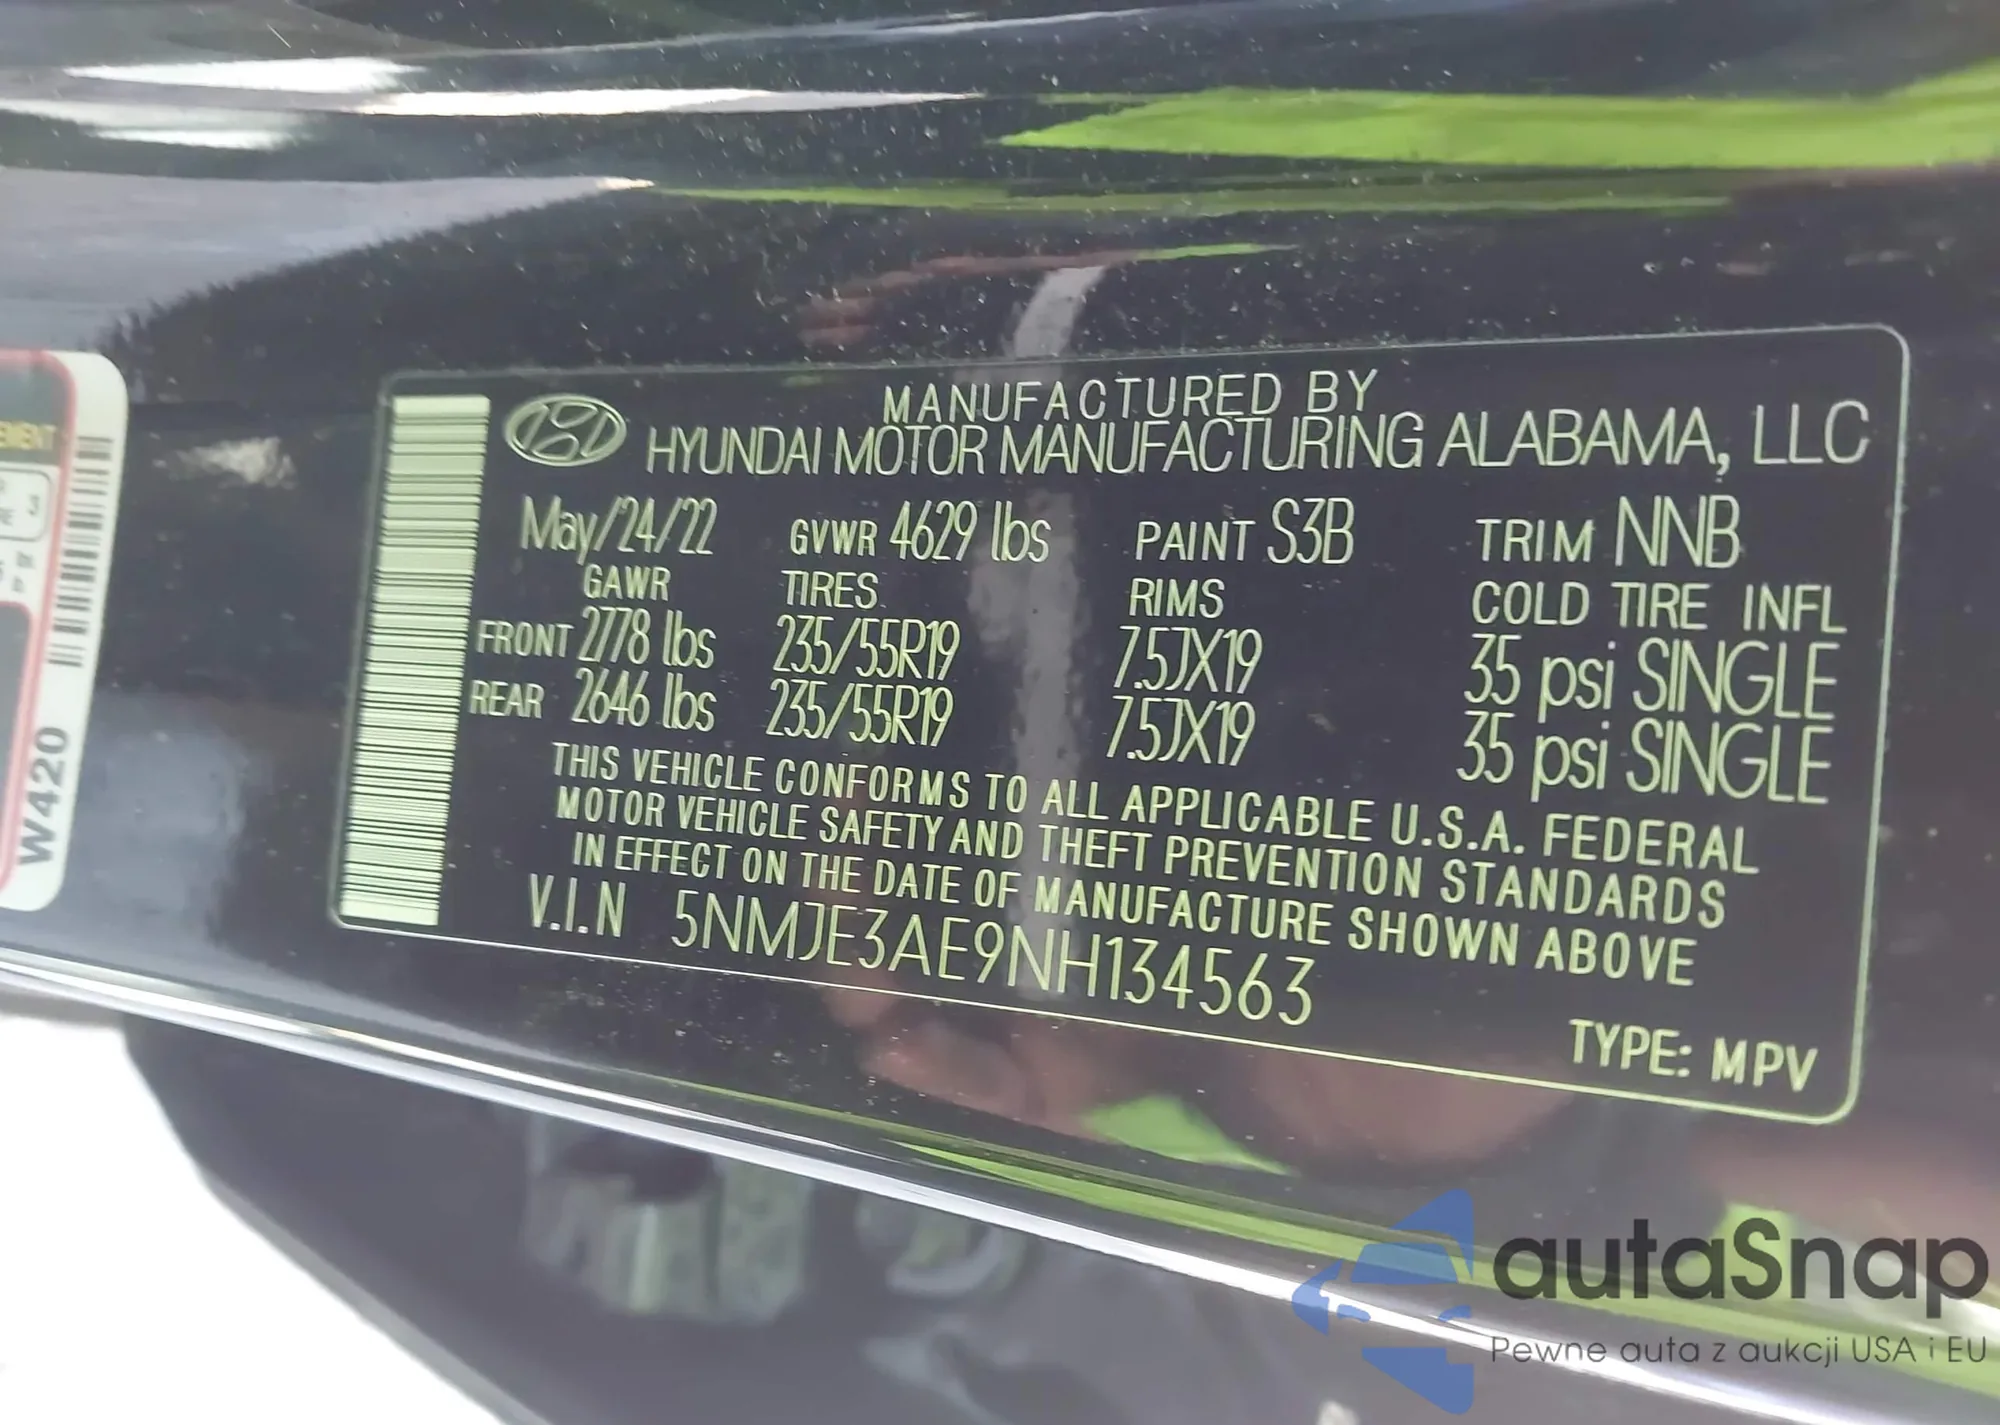 MANUFACTURED BY
HYUNDAI MOTOR MANUFACTURING ALABAMA, LLC
May/24/22 GVWR 4629 lbs PAINT S3B TRIM NNB
GAWR TIRES RIMS COLD TIRE INFL
FRONT 2778 lbs 235/55R19 7.5JX19 35 psi SINGLE
REAR 2646 lbs 235/55R19 7.5JX19 35 psi SINGLE
THIS VEHICLE CONFORMS TO ALL APPLICABLE U.S.A. FEDERAL
MOTOR VEHICLE SAFETY AND THEFT PREVENTION STANDARDS
IN EFFECT ON THE DATE OF MANUFACTURE SHOWN ABOVE
V.I.N 5NMJE3AE9NH134563
TYPE: MPV
W420
3
autaSnap
Pewne auta z aukcji USA i EU